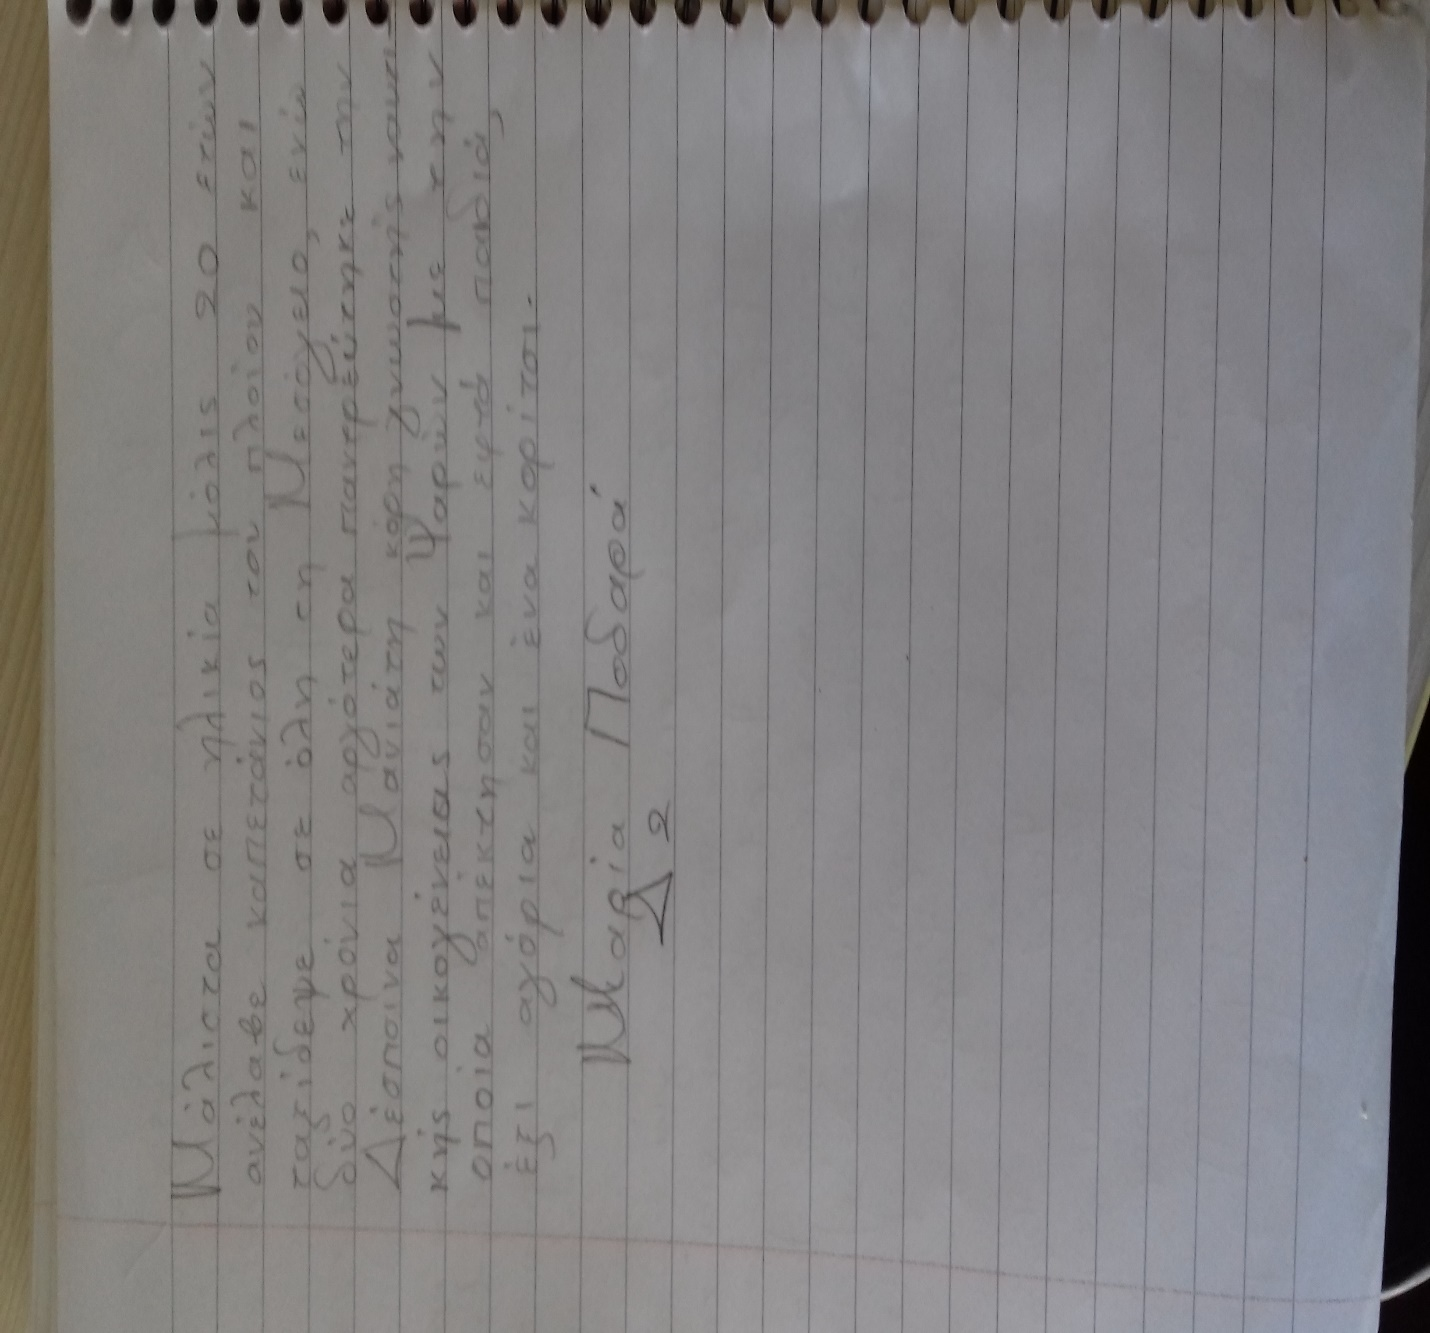 Μάλιστα σε ηλικία μόλις 20 ετών
ανέλαβε καπετάνιος του πλοίου και
ταξίδεψε σε όλη τη Μεσόγειο, ενώ
δύο χρόνια αργότερα παντρεύτηκε την
Δέσποινα Μανιάτη κόρη γνωστής ναυτι-
κής οικογένειας των Ψαρών με την
οποία απέκτησαν και εφτά παιδιά,
έξι αγόρια και ένα κορίτσι.
Μαρία Ποδαρά
Δ2